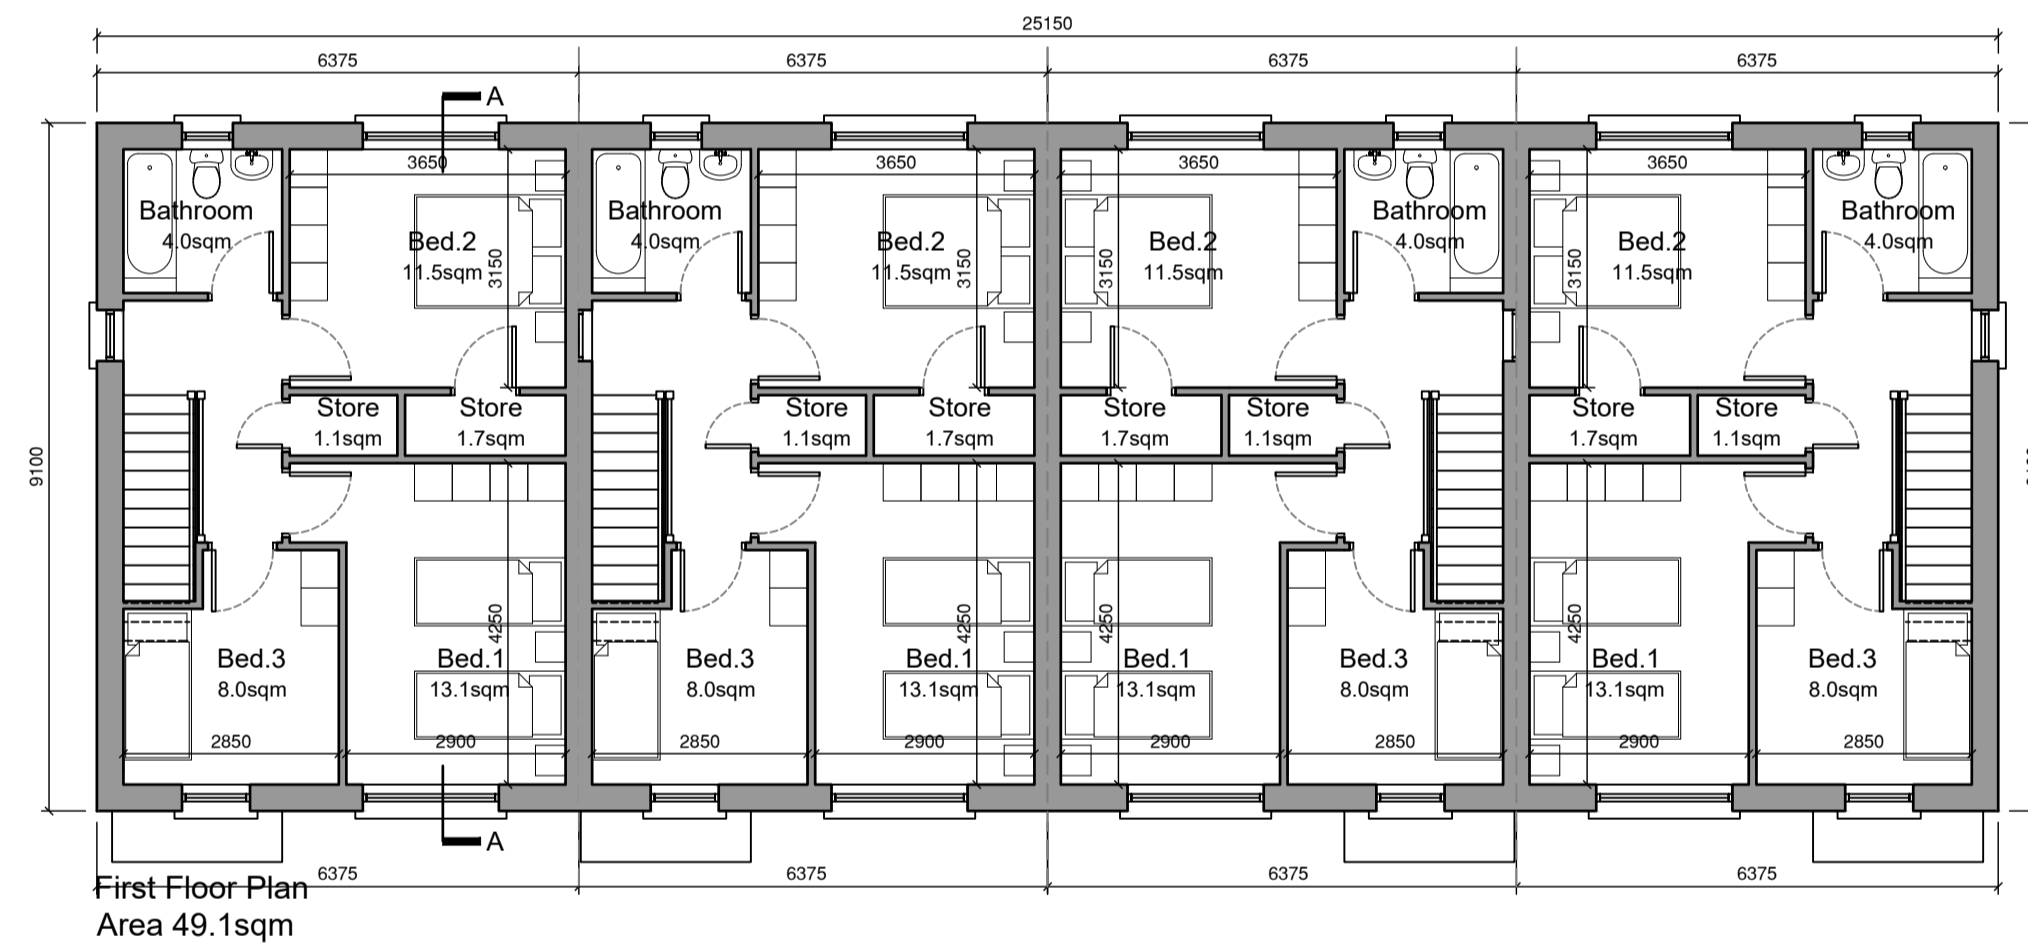 25150
6375 6375 6375 6375
A
3650 3650 3650 3650
Bathroom Bathroom Bathroom Bathroom
4.0sqm 4.0sqm 4.0sqm 4.0sqm
Bed.2 Bed.2 Bed.2 Bed.2
11.5sqm 11.5sqm 11.5sqm 11.5sqm
3150 3150 3150 3150
Store Store Store Store Store Store Store Store
1.1sqm 1.7sqm 1.1sqm 1.7sqm 1.7sqm 1.1sqm 1.7sqm 1.1sqm
9100
4250 4250 4250 4250
Bed.3 Bed.1 Bed.3 Bed.1 Bed.1 Bed.3 Bed.1 Bed.3
8.0sqm 13.1sqm 8.0sqm 13.1sqm 13.1sqm 8.0sqm 13.1sqm 8.0sqm
2850 2900 2850 2900 2900 2850 2900 2850
A
6375 6375 6375 6375
First Floor Plan
Area 49.1sqm